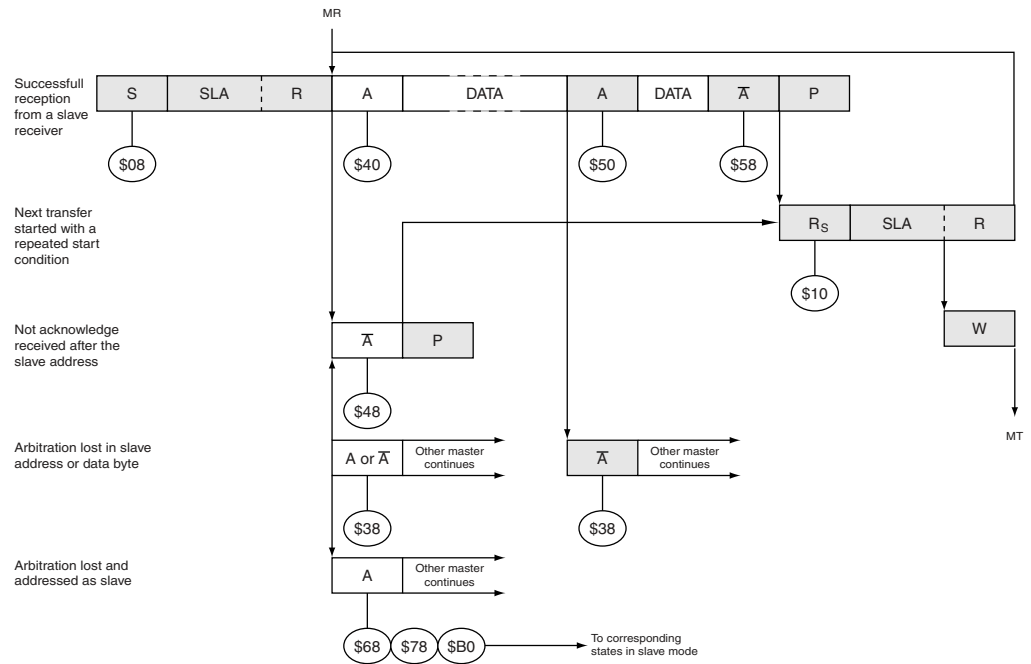 MR
Successfull
reception
from a slave
receiver
S SLA R A DATA A DATA A̅ P
$08 $40 $50 $58
Next transfer
started with a
repeated start
condition
RS SLA R
$10
W
MT
Not acknowledge
received after the
slave address
A̅ P
$48
Arbitration lost in slave
address or data byte
A or A̅
Other master
continues
A̅
Other master
continues
$38 $38
Arbitration lost and
addressed as slave
A
Other master
continues
$68 $78 $B0
To corresponding
states in slave mode